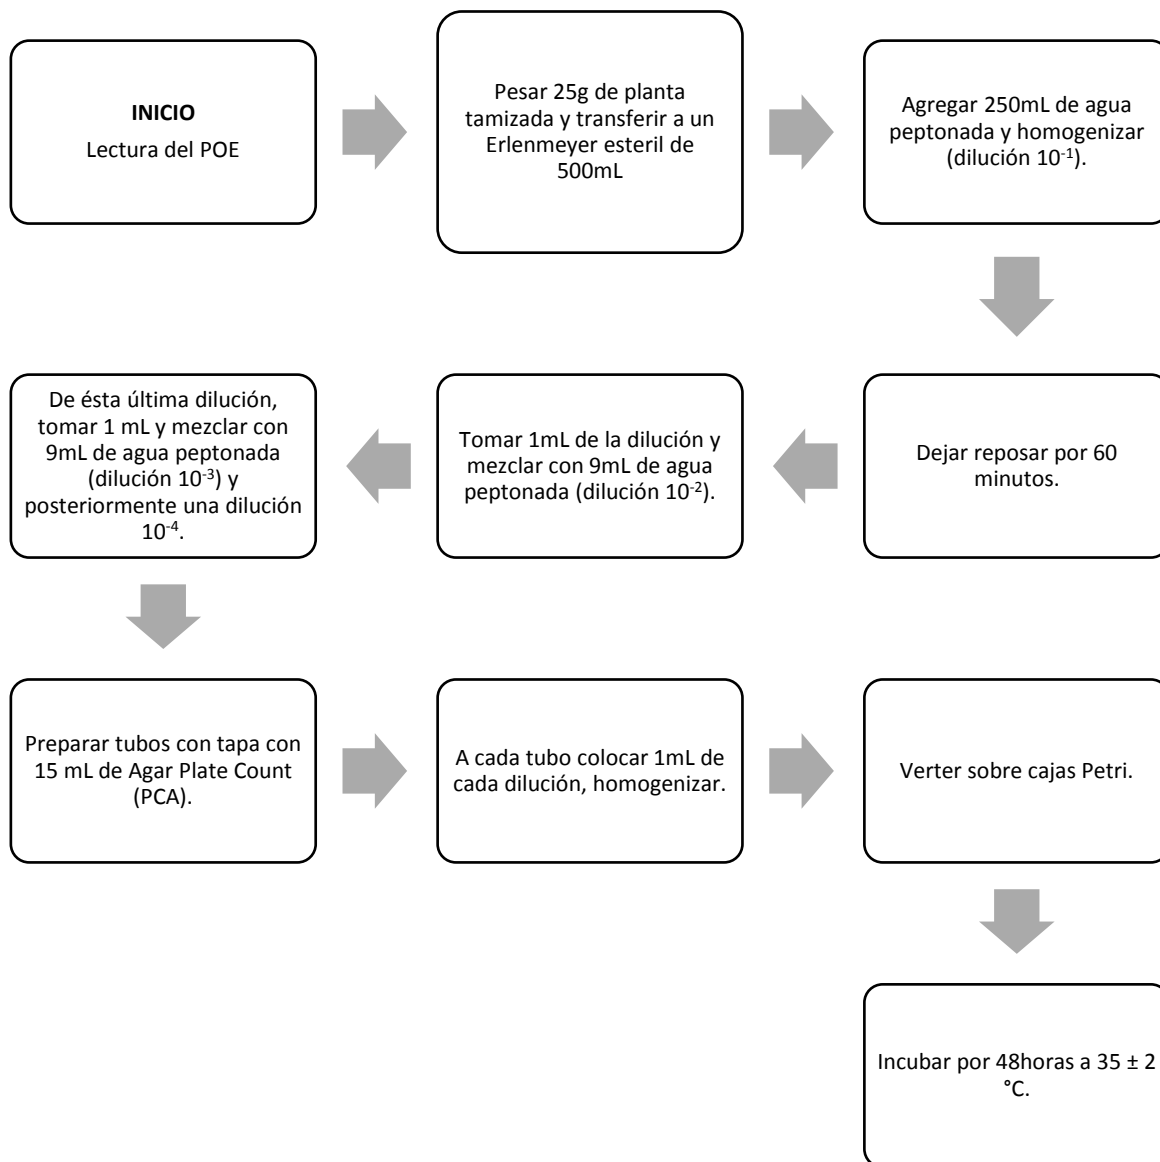 INICIO
Lectura del POE
Pesar 25g de planta
tamizada y transferir a un
Erlenmeyer esteril de
500mL
Agregar 250mL de agua
peptonada y homogenizar
(dilución 10⁻¹).
Dejar reposar por 60
minutos.
Tomar 1mL de la dilución y
mezclar con 9mL de agua
peptonada (dilución 10⁻²).
De ésta última dilución,
tomar 1 mL y mezclar con
9mL de agua peptonada
(dilución 10⁻³) y
posteriormente una dilución
10⁻⁴.
Preparar tubos con tapa con
15 mL de Agar Plate Count
(PCA).
A cada tubo colocar 1mL de
cada dilución, homogenizar.
Verter sobre cajas Petri.
Incubar por 48horas a 35 ± 2
°C.